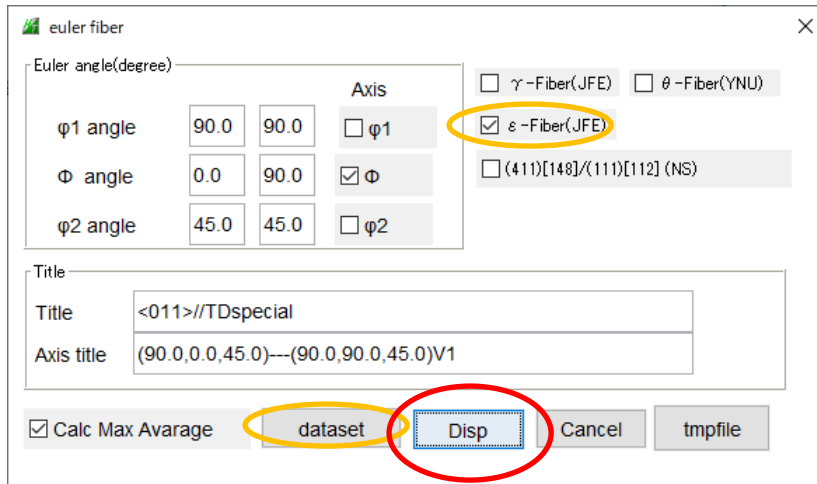 euler fiber
Euler angle(degree)
Axis
γ-Fiber(JFE) θ-Fiber(YNU)
φ1 angle 90.0 90.0 φ1
ε-Fiber(JFE)
Φ angle 0.0 90.0 Φ
(411)[148]/(111)[112] (NS)
φ2 angle 45.0 45.0 φ2
Title
Title <011>//TDspecial
Axis title (90.0,0.0,45.0)---(90.0,90.0,45.0)V1
Calc Max Avarage dataset Disp Cancel tmpfile